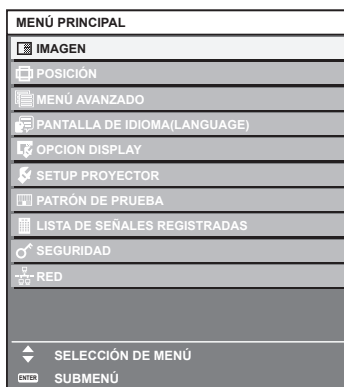 MENÚ PRINCIPAL
IMAGEN
POSICIÓN
MENÚ AVANZADO
PANTALLA DE IDIOMA(LANGUAGE)
OPCION DISPLAY
SETUP PROYECTOR
PATRÓN DE PRUEBA
LISTA DE SEÑALES REGISTRADAS
SEGURIDAD
RED
SELECCIÓN DE MENÚ
ENTER SUBMENÚ